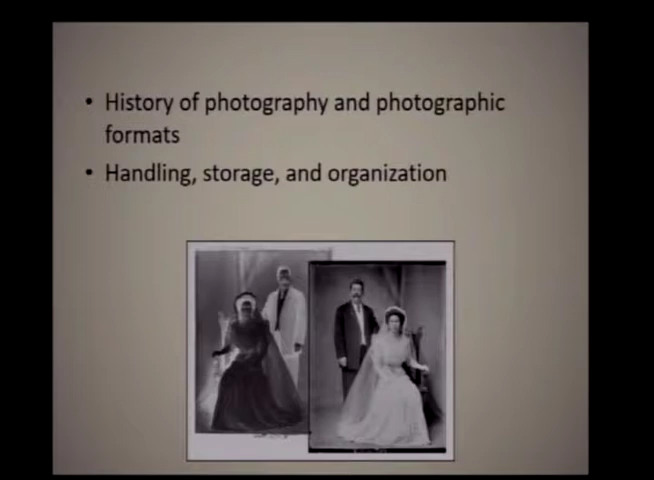 • History of photography and photographic
formats
• Handling, storage, and organization